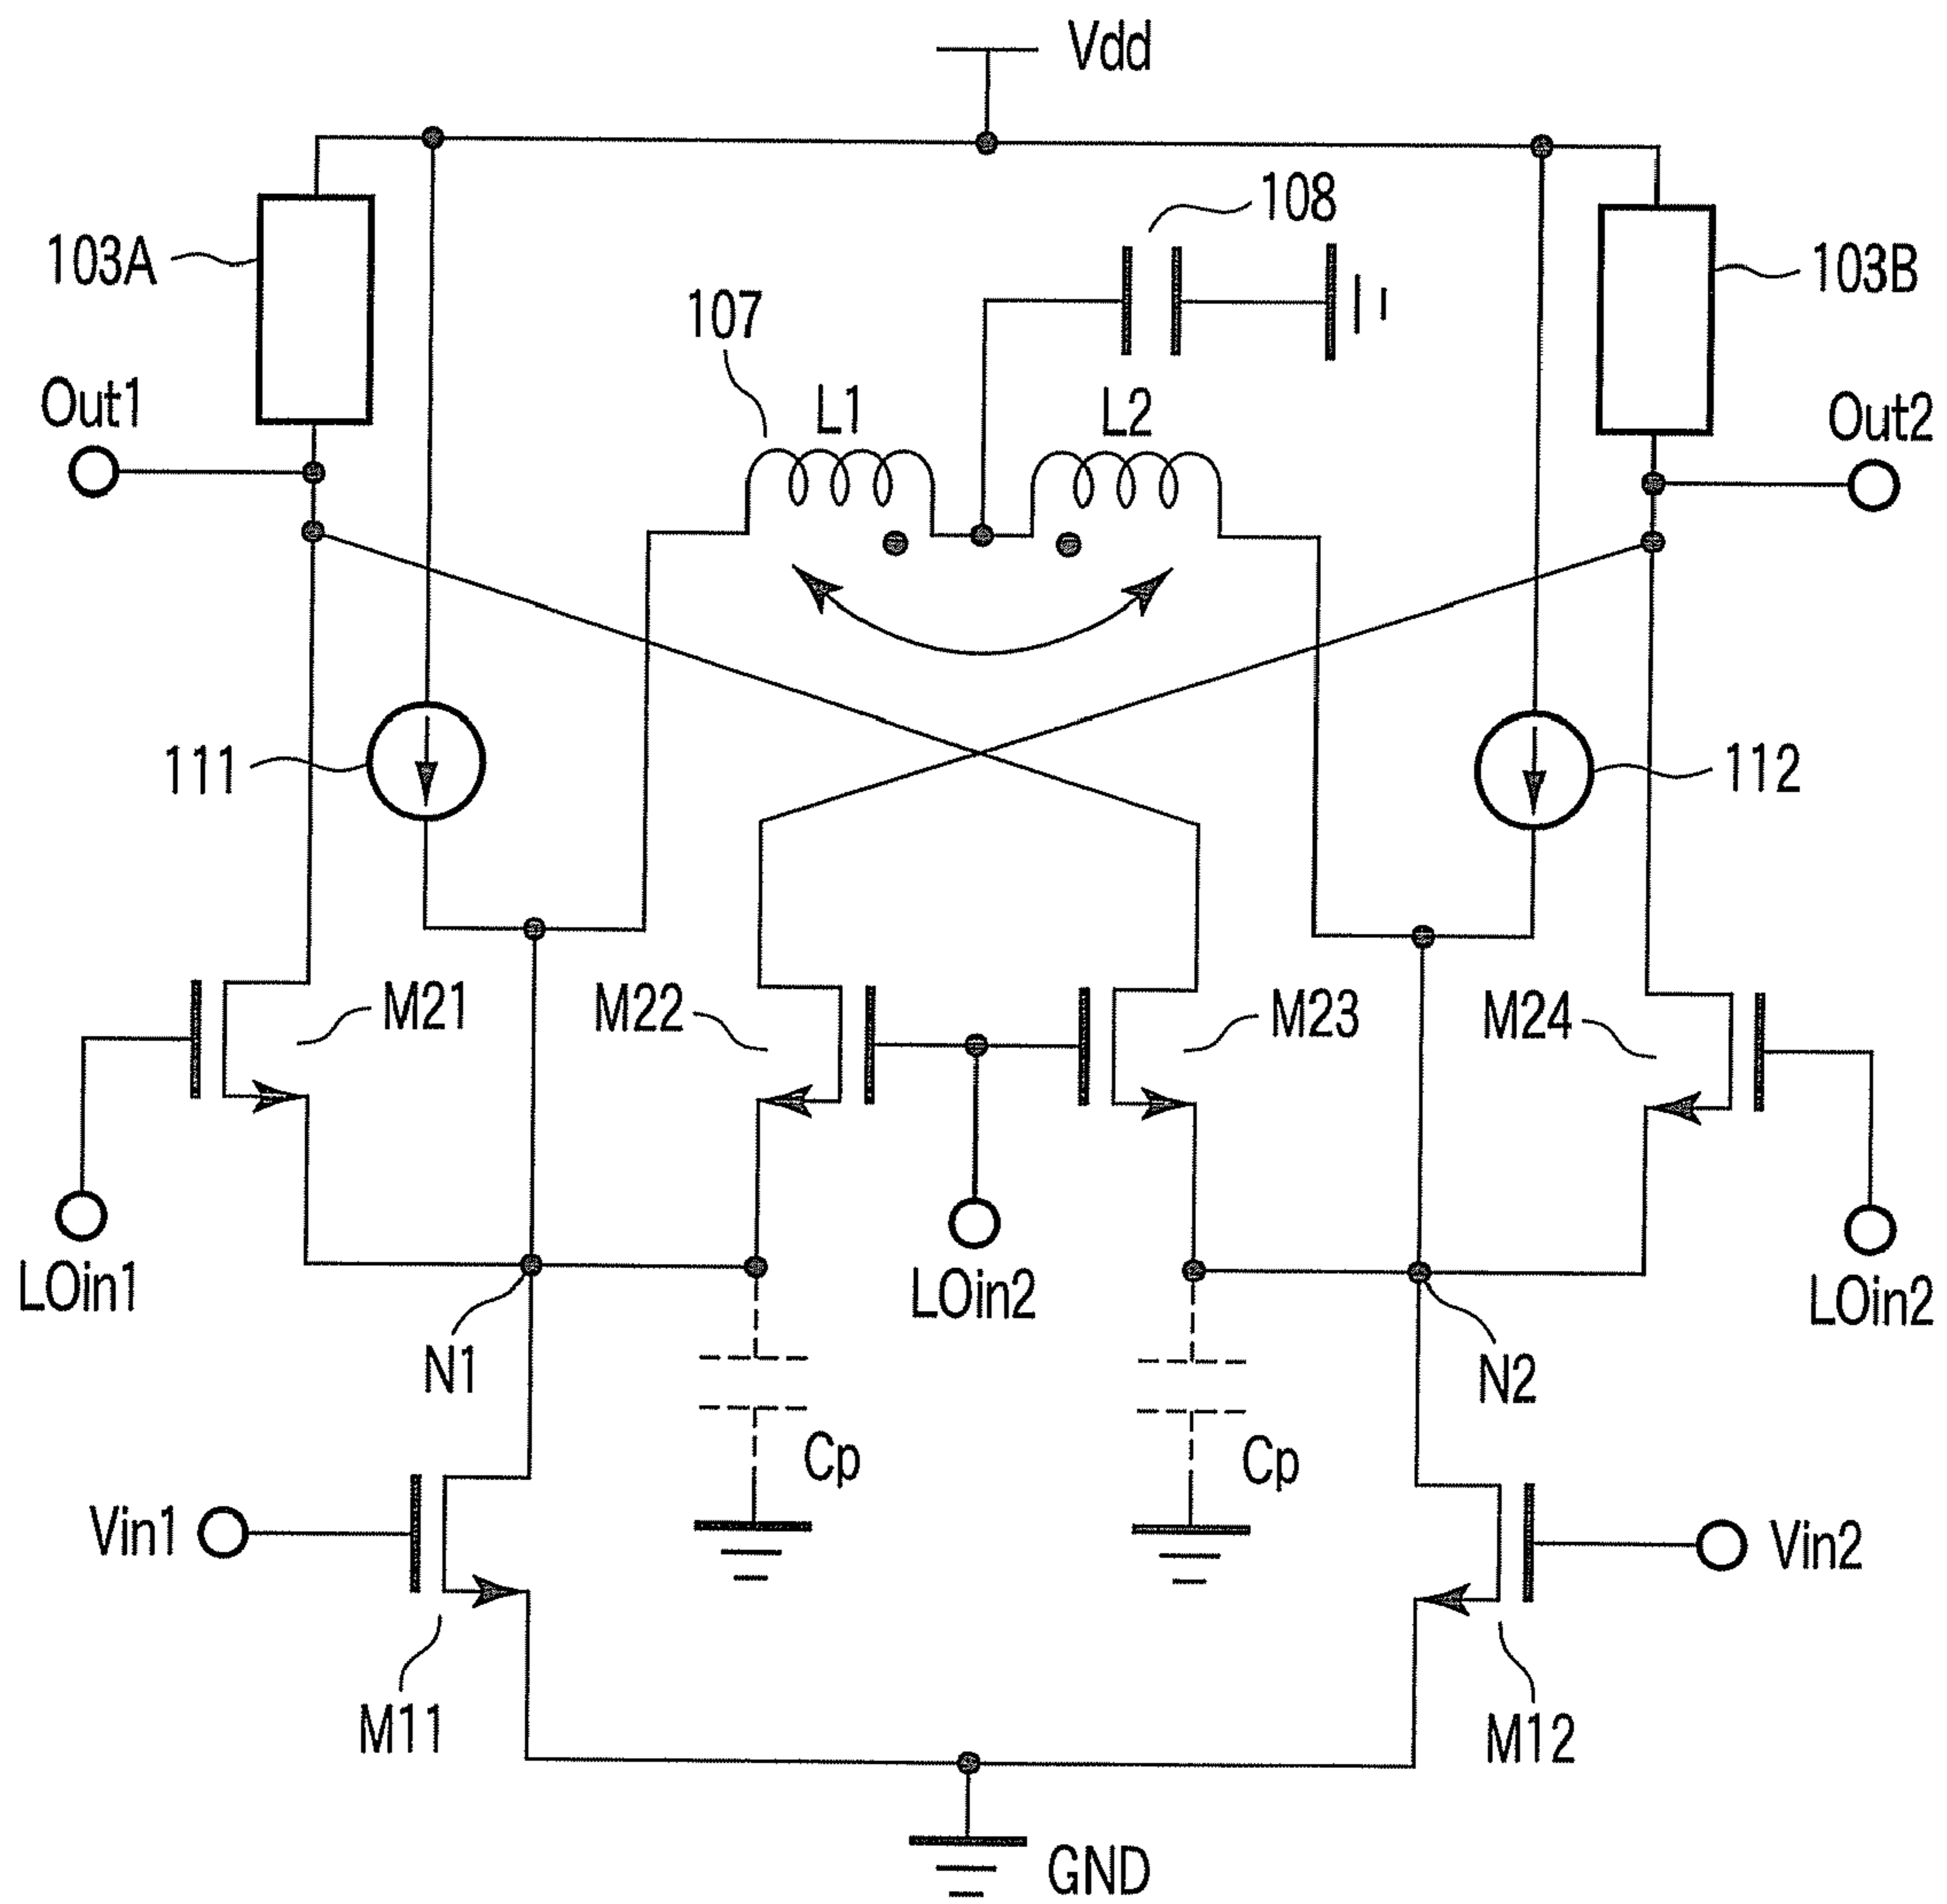 Vdd
108
103A
103B
107
Out1
L1
L2
Out2
111
112
M21
M22
M23
M24
LOin1
LOin2
LOin2
N1
N2
Cp
Cp
Vin1
Vin2
M11
M12
GND